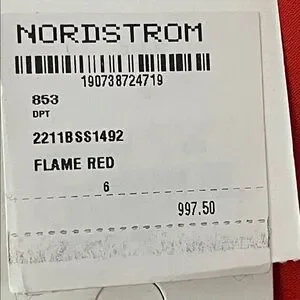 NORDSTROM
190738724719
853
DPT
2211BSS1492
FLAME RED
6
997.50